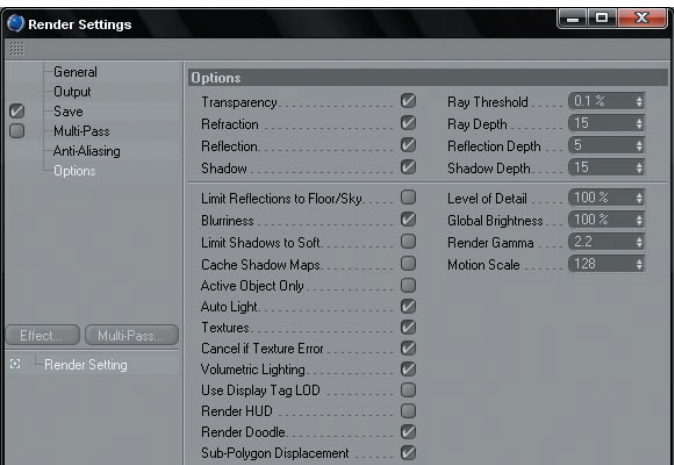 Render Settings
General
Output
Save
Multi-Pass
Anti-Aliasing
Options
Effect...
Multi-Pass...
Render Setting
Options
Transparency
Ray Threshold
0.1 %
Refraction
Ray Depth
15
Reflection
Reflection Depth
5
Shadow
Shadow Depth
15
Limit Reflections to Floor/Sky
Level of Detail
100 %
Blurriness
Global Brightness
100 %
Limit Shadows to Soft
Render Gamma
2.2
Cache Shadow Maps
Motion Scale
128
Active Object Only
Auto Light
Textures
Cancel if Texture Error
Volumetric Lighting
Use Display Tag LOD
Render HUD
Render Doodle
Sub-Polygon Displacement